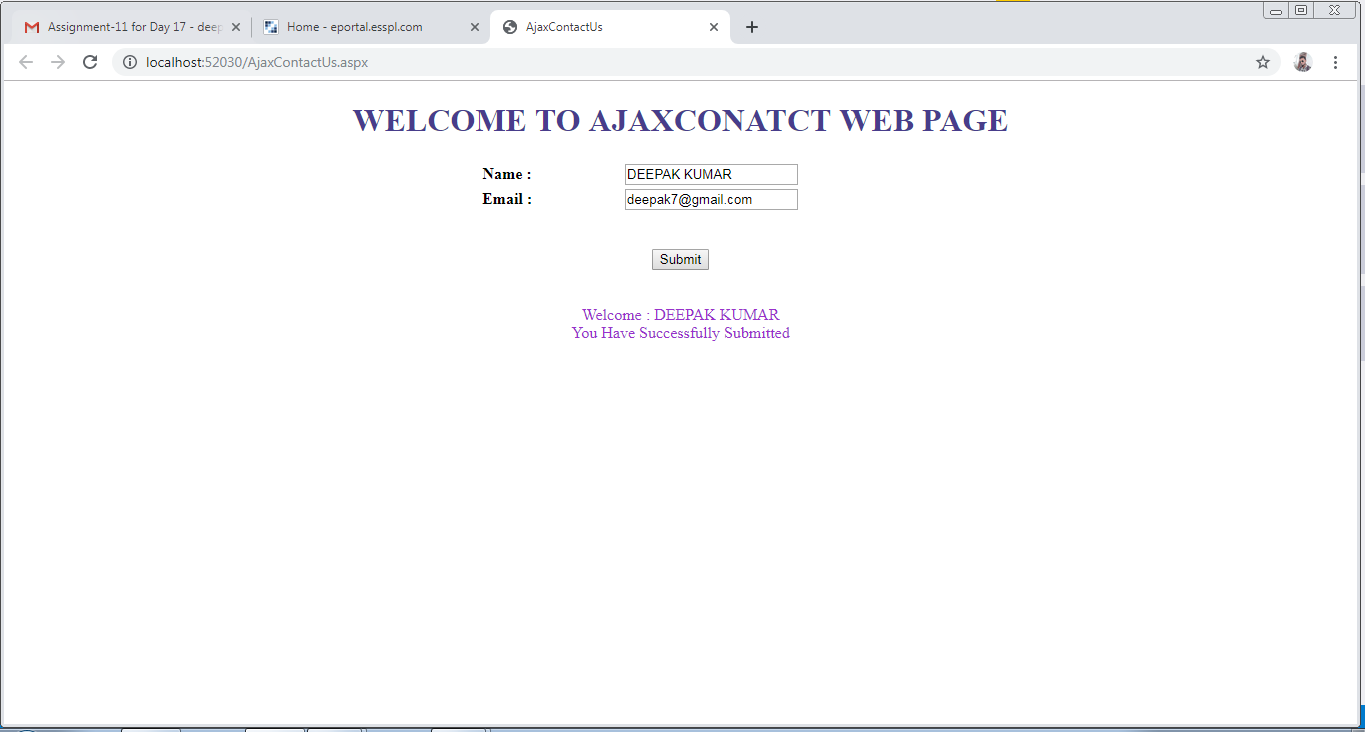 Assignment-11 for Day 17 - deep
Home - eportal.esspl.com
AjaxContactUs
localhost:52030/AjaxContactUs.aspx
WELCOME TO AJAXCONATCT WEB PAGE
Name :
DEEPAK KUMAR
Email :
deepak7@gmail.com
Submit
Welcome : DEEPAK KUMAR
You Have Successfully Submitted